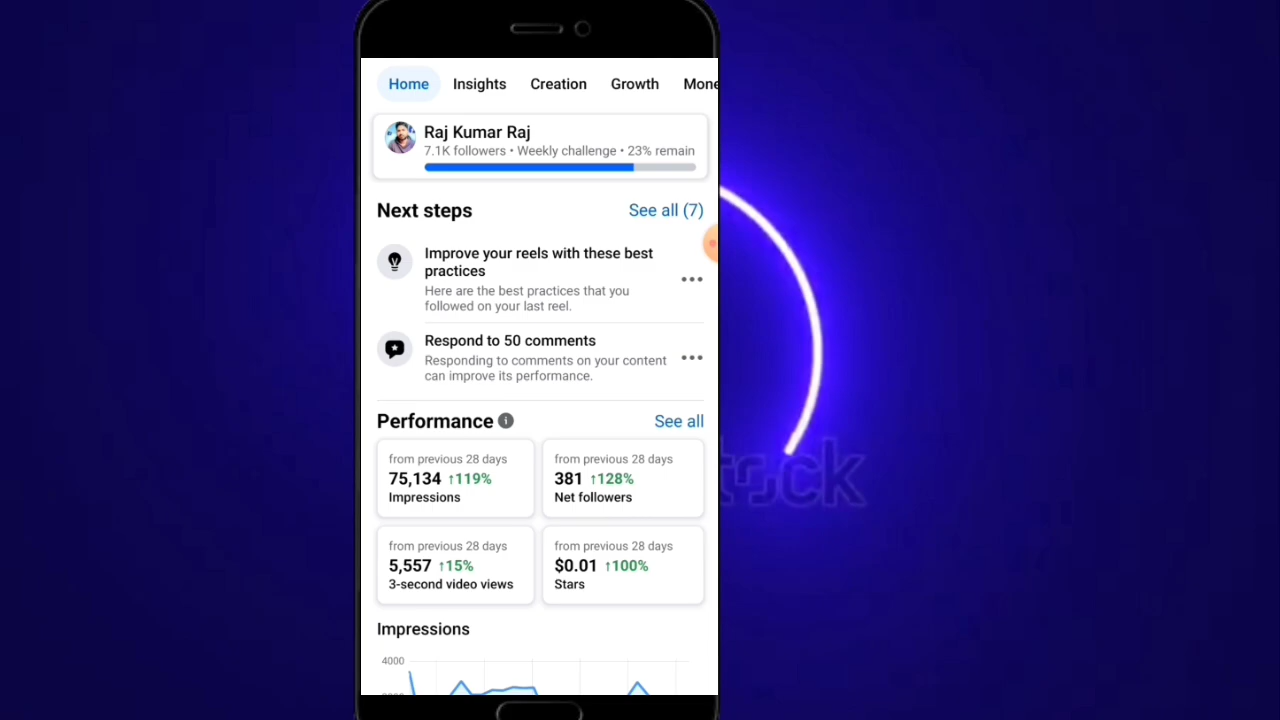 Home Insights Creation Growth Mone
Raj Kumar Raj
7.1K followers • Weekly challenge • 23% remain
Next steps See all (7)
Improve your reels with these best
practices
Here are the best practices that you
followed on your last reel.
Respond to 50 comments
Responding to comments on your content
can improve its performance.
Performance See all
from previous 28 days
75,134 ↑119%
Impressions
from previous 28 days
381 ↑128%
Net followers
from previous 28 days
5,557 ↑15%
3-second video views
from previous 28 days
$0.01 ↑100%
Stars
Impressions
4000